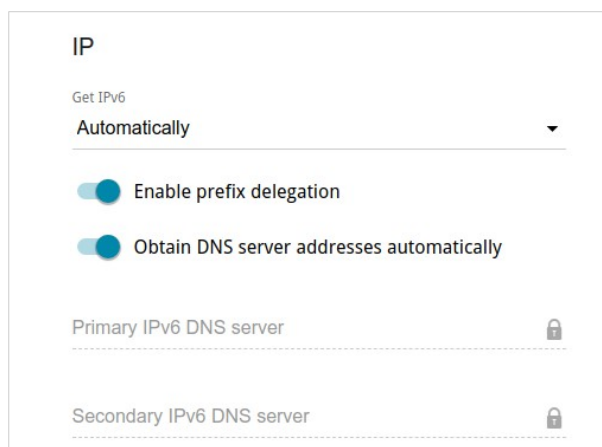 IP
Get IPv6
Automatically
Enable prefix delegation
Obtain DNS server addresses automatically
Primary IPv6 DNS server
Secondary IPv6 DNS server